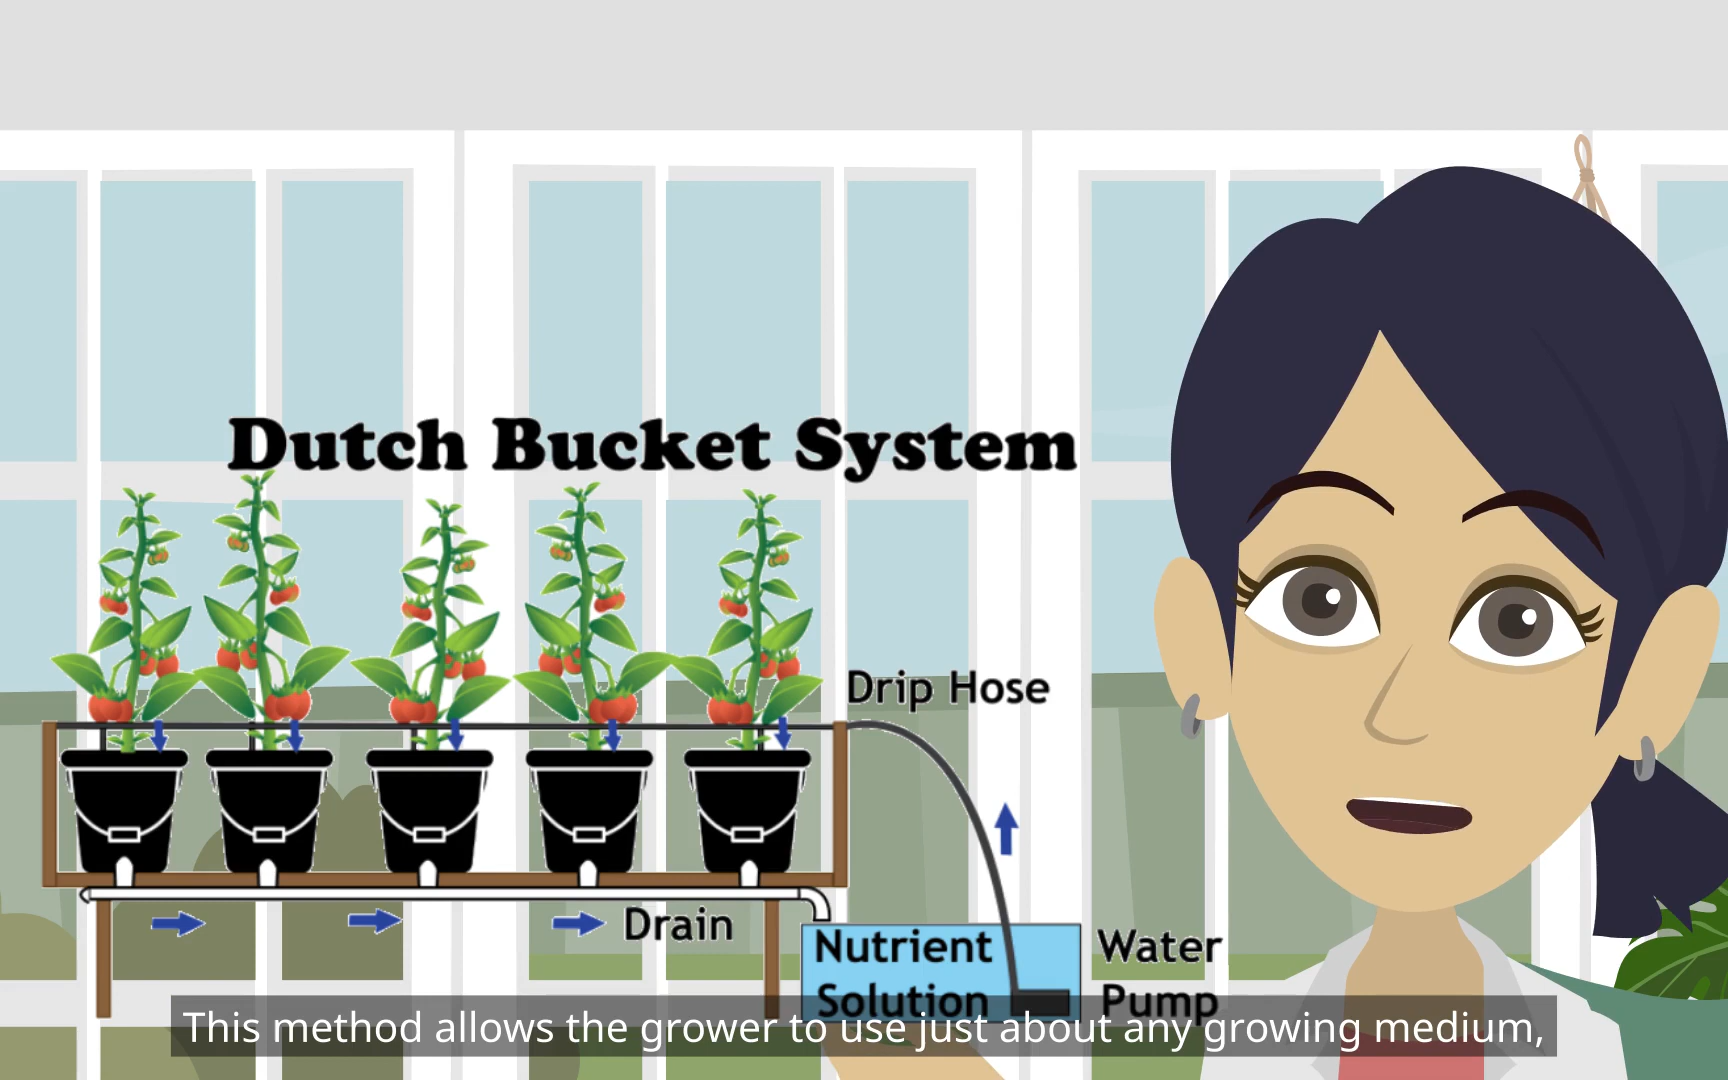 Dutch Bucket System
Drip Hose
Drain
Nutrient
Solution
Water
Pump
This method allows the grower to use just about any growing medium,